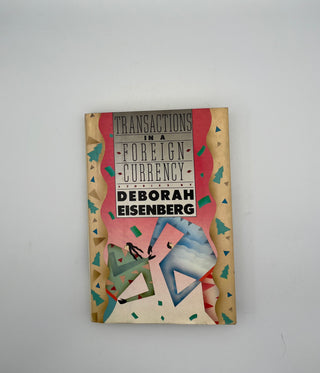 TRANSACTIONS
IN A
FOREIGN
CURRENCY
STORIES BY
DEBORAH
EISENBERG